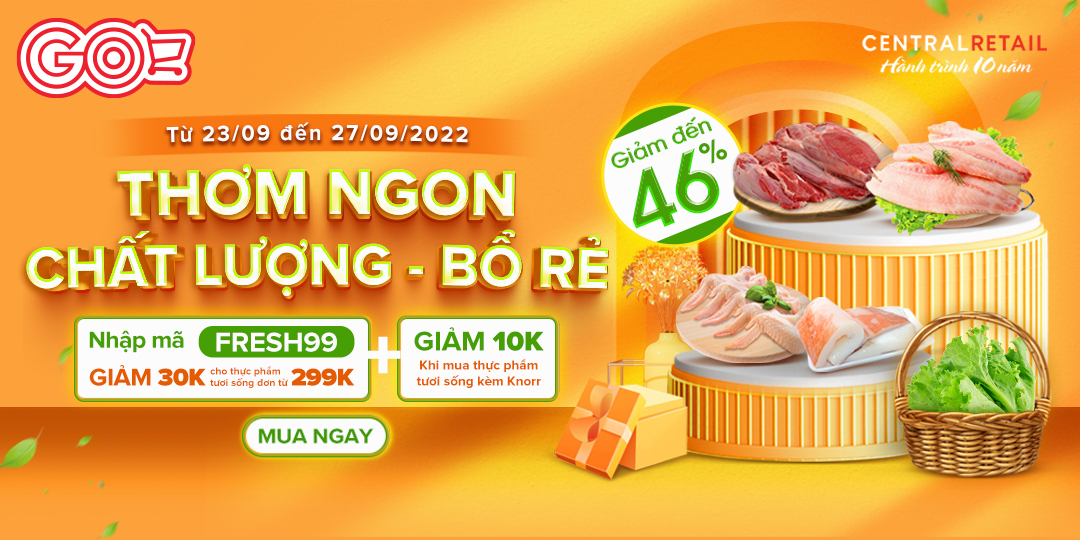 GO!
CENTRAL RETAIL
Hành trình 10 năm
Từ 23/09 đến 27/09/2022
THƠM NGON
CHẤT LƯỢNG - BỔ RẺ
Giảm đến
46%
Nhập mã FRESH99
GIẢM 30K cho thực phẩm
tươi sống đơn từ 299K
+
GIẢM 10K
Khi mua thực phẩm
tươi sống kèm Knorr
MUA NGAY